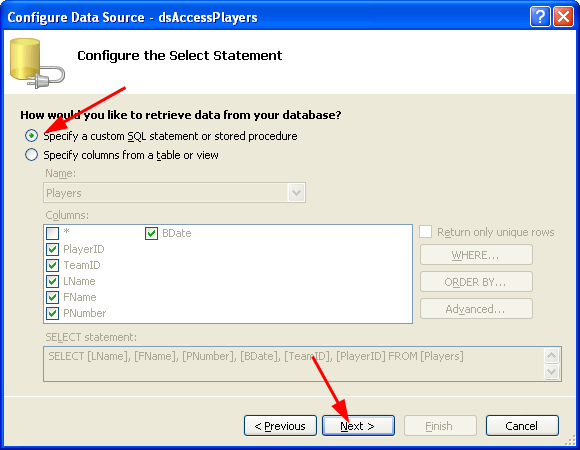 Configure Data Source - dsAccessPlayers
Configure the Select Statement
How would you like to retrieve data from your database?
Specify a custom SQL statement or stored procedure
Specify columns from a table or view
Name:
Players
Columns:
* BDate
Return only unique rows
PlayerID
TeamID
WHERE...
LName
ORDER BY...
FName
Advanced...
PNumber
SELECT statement:
SELECT [LName], [FName], [PNumber], [BDate], [TeamID], [PlayerID] FROM [Players]
< Previous Next > Finish Cancel